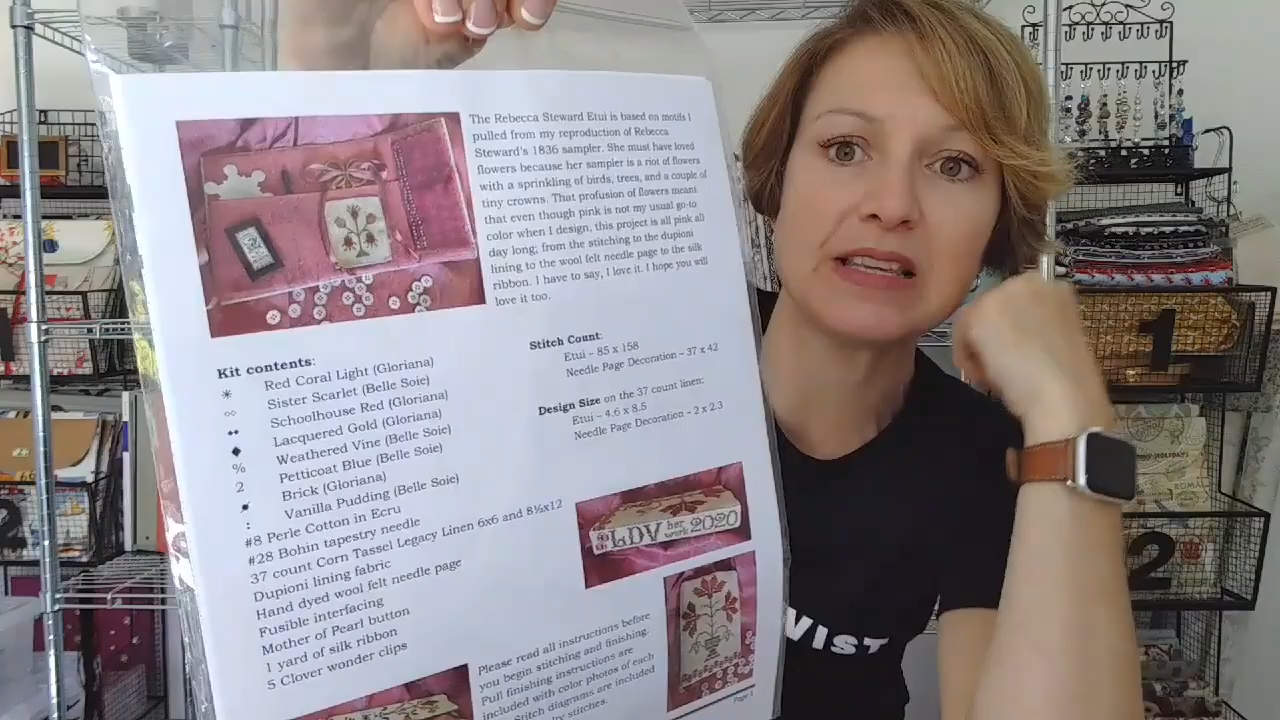 The Rebecca Steward Etui is based on motifs I
pulled from my reproduction of Rebecca
Steward's 1836 sampler. She must have loved
flowers because her sampler is a riot of flowers
with a sprinkling of birds, trees, and a couple of
tiny crowns. That profusion of flowers meant
that even though pink is not my usual go-to
color when I design, this project is all pink all
day long; from the stitching to the dupioni
lining to the wool felt needle page to the silk
ribbon. I have to say, I love it. I hope you will
love it too.
Kit contents:
Red Coral Light (Gloriana)
Sister Scarlet (Belle Soie)
Schoolhouse Red (Gloriana)
Lacquered Gold (Gloriana)
Weathered Vine (Belle Soie)
% Petticoat Blue (Belle Soie)
2 Brick (Gloriana)
Vanilla Pudding (Belle Soie)
#8 Perle Cotton in Ecru
#28 Bohin tapestry needle
37 count Corn Tassel Legacy Linen 6x6 and 8½x12
Dupioni lining fabric
Hand dyed wool felt needle page
Fusible interfacing
Mother of Pearl button
1 yard of silk ribbon
5 Clover wonder clips
Stitch Count:
Etui – 85 x 158
Needle Page Decoration – 37 x 42
Design Size on the 37 count linen:
Etui – 4.6 x 8.5
Needle Page Decoration – 2 x 2.3
LDV her work 2020
Please read all instructions before
you begin stitching and finishing.
Full finishing instructions are
included with color photos of each
Stitch diagrams are included
stitches.
Page 1
VIST
1
2
2